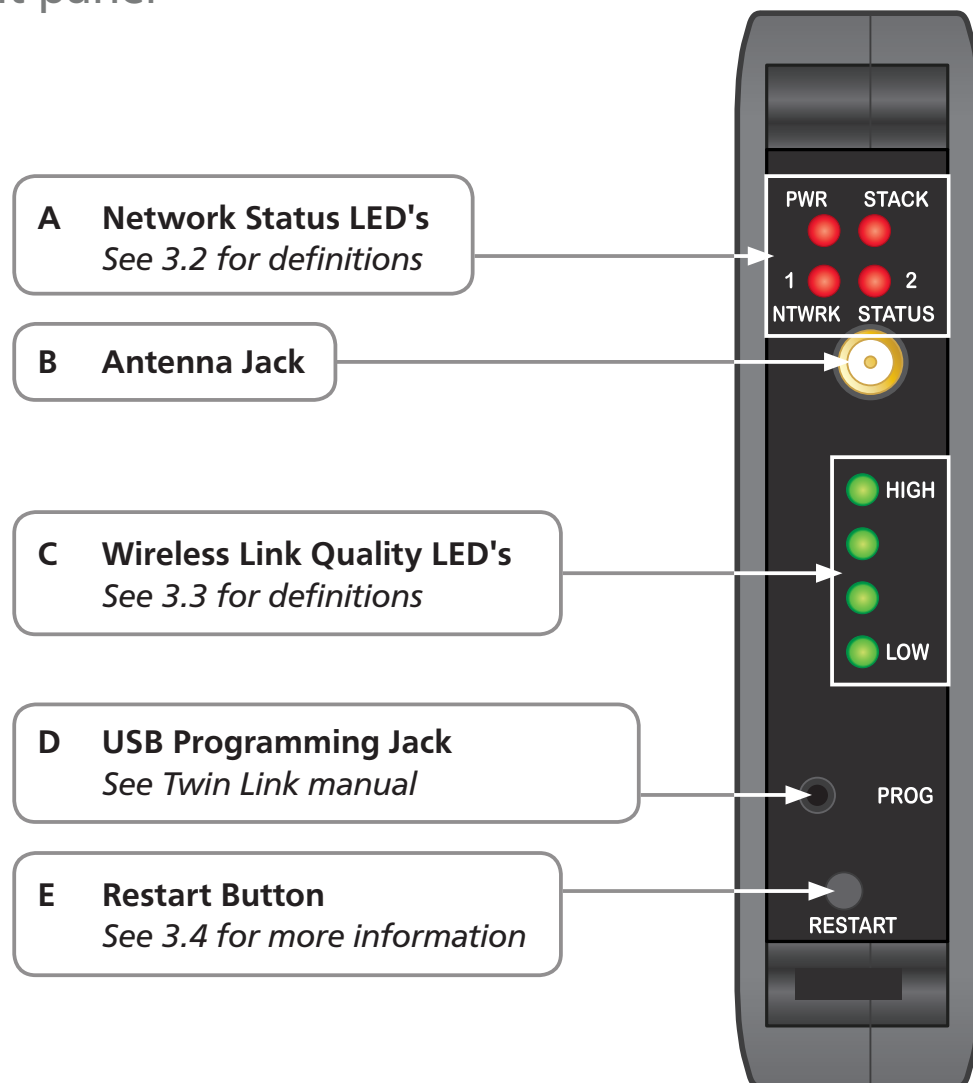 panel
A Network Status LED's
See 3.2 for definitions
B Antenna Jack
C Wireless Link Quality LED's
See 3.3 for definitions
D USB Programming Jack
See Twin Link manual
E Restart Button
See 3.4 for more information
PWR STACK
1 2
NTWRK STATUS
HIGH
LOW
PROG
RESTART